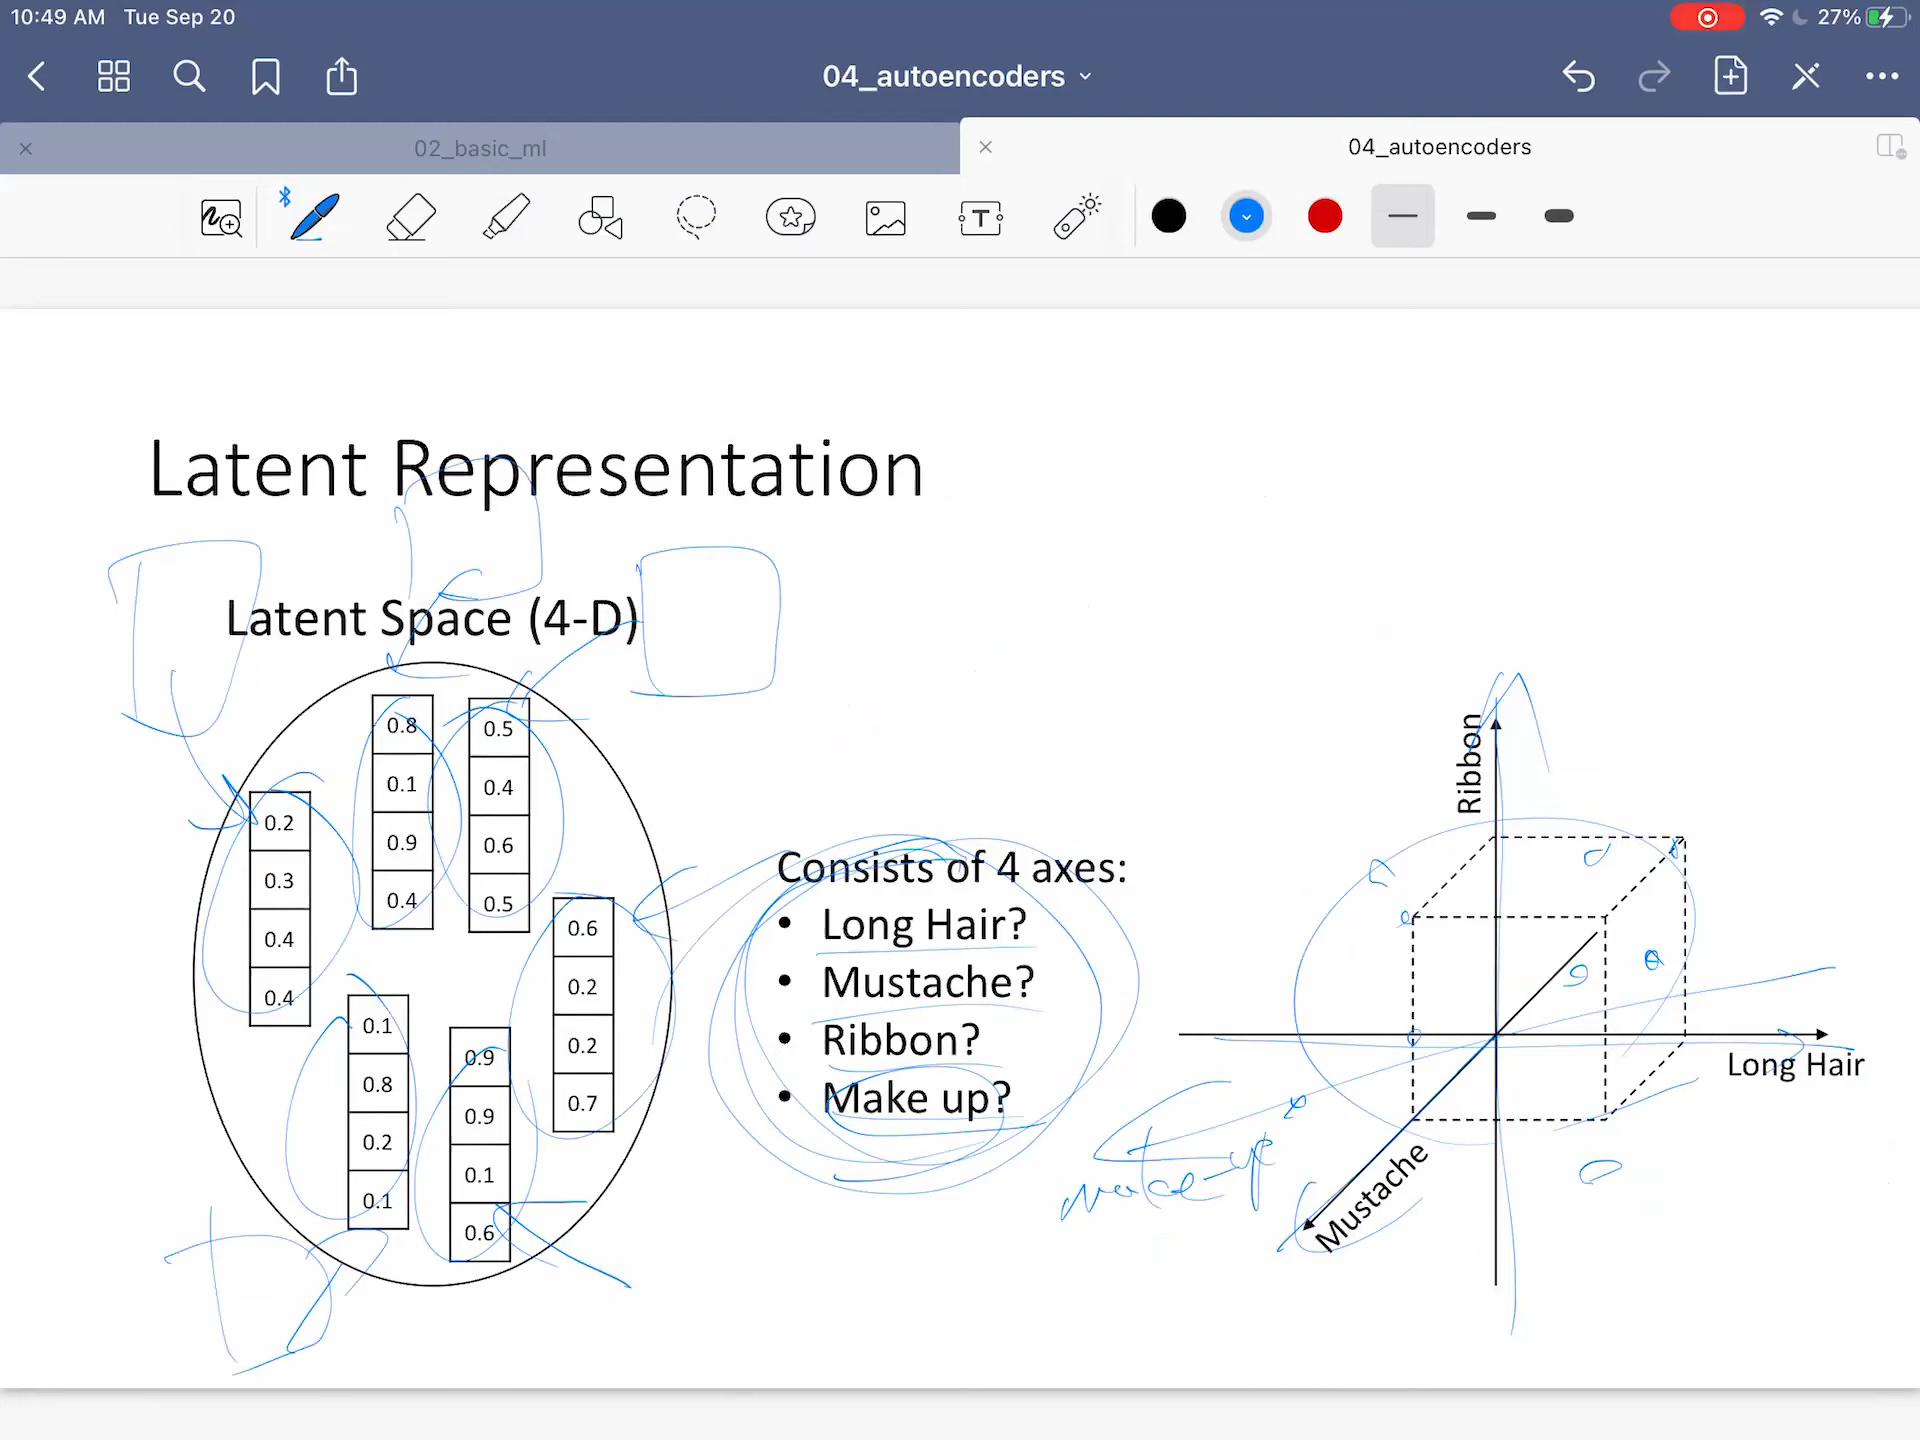 10:49 AM Tue Sep 20
27%
04_autoencoders
02_basic_ml
04_autoencoders
T
Latent Representation
Latent Space (4-D)
0.2
0.3
0.4
0.4
0.8
0.1
0.9
0.4
0.5
0.4
0.6
0.5
0.6
0.2
0.2
0.7
0.1
0.8
0.2
0.1
0.9
0.9
0.1
0.6
Consists of 4 axes:
• Long Hair?
• Mustache?
• Ribbon?
• Make up?
Ribbon
Long Hair
Mustache
make-up